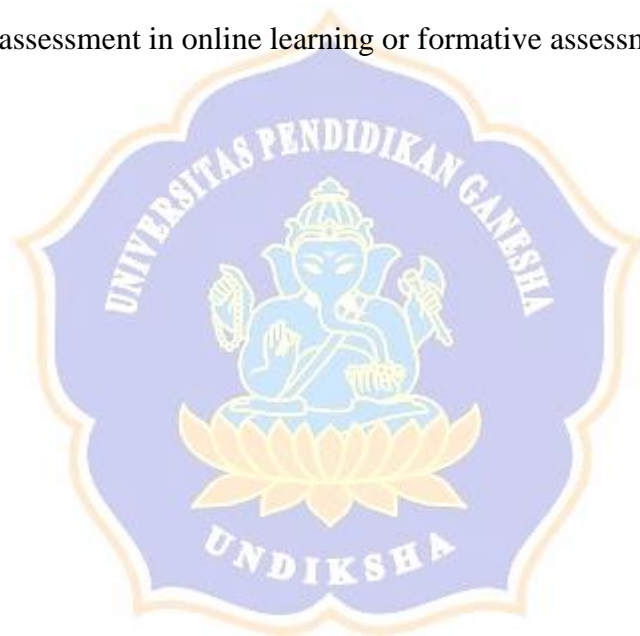 assessment in online learning or formative assessm
UNIVERSITAS PENDIDIKAN GANESHA
UNDIKSHA